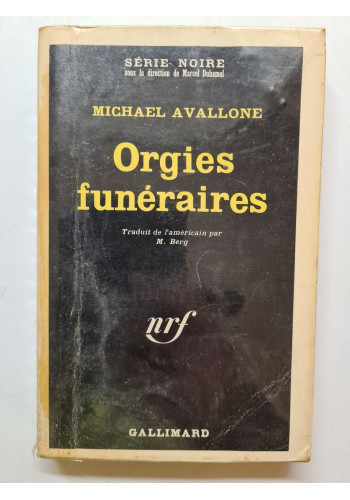 SÉRIE NOIRE
sous la direction de Marcel Duhamel
MICHAEL AVALLONE
Orgies
funéraires
Traduit de l'américain par
M. Berg
nrf
GALLIMARD